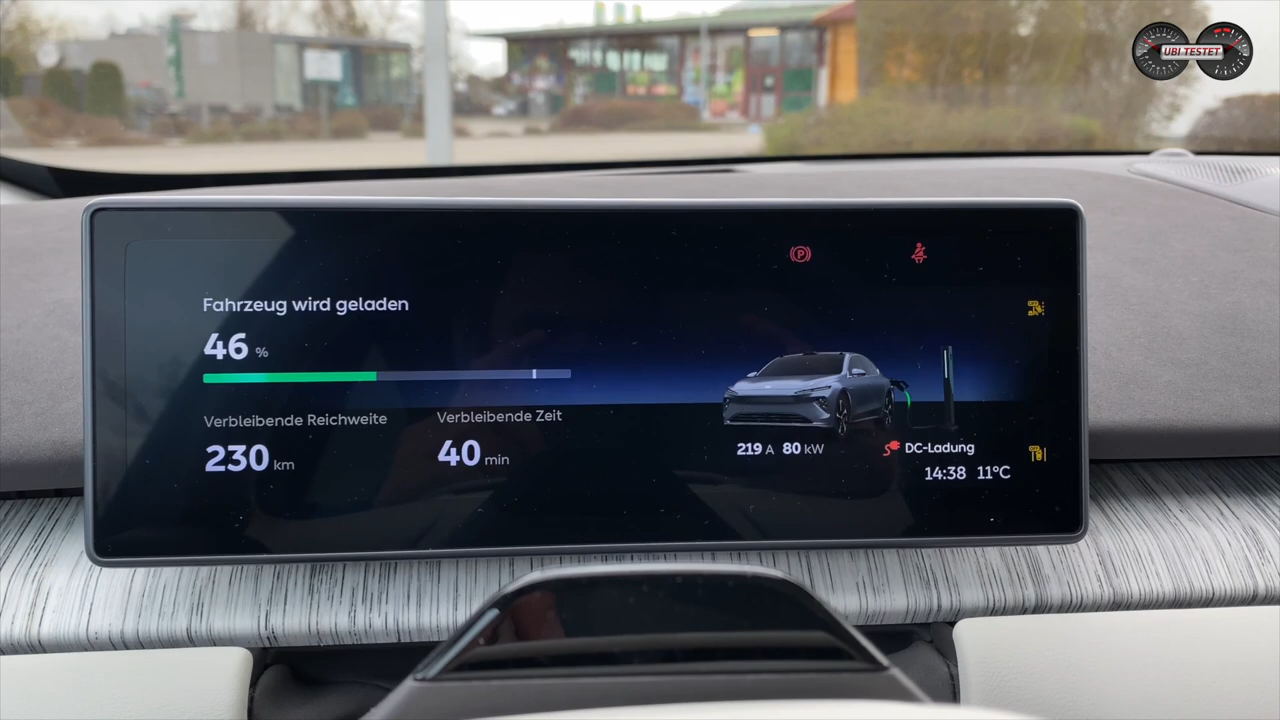 UBI TESTET
Fahrzeug wird geladen
46 %
Verbleibende Reichweite
230 km
Verbleibende Zeit
40 min
219 A 80 kW
DC-Ladung
14:38 11°C